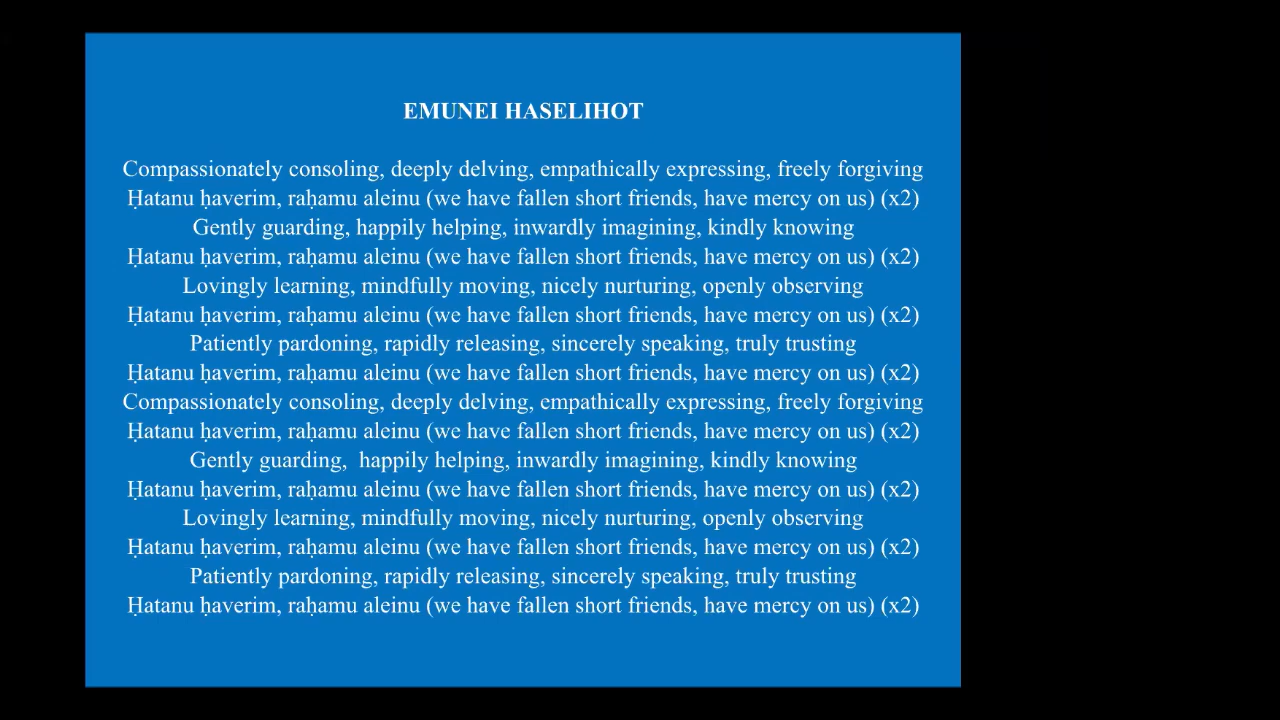 EMUNEI HASELIHOT
Compassionately consoling, deeply delving, empathically expressing, freely forgiving
Ḥatanu ḥaverim, raḥamu aleinu (we have fallen short friends, have mercy on us) (x2)
Gently guarding, happily helping, inwardly imagining, kindly knowing
Ḥatanu ḥaverim, raḥamu aleinu (we have fallen short friends, have mercy on us) (x2)
Lovingly learning, mindfully moving, nicely nurturing, openly observing
Ḥatanu ḥaverim, raḥamu aleinu (we have fallen short friends, have mercy on us) (x2)
Patiently pardoning, rapidly releasing, sincerely speaking, truly trusting
Ḥatanu ḥaverim, raḥamu aleinu (we have fallen short friends, have mercy on us) (x2)
Compassionately consoling, deeply delving, empathically expressing, freely forgiving
Ḥatanu ḥaverim, raḥamu aleinu (we have fallen short friends, have mercy on us) (x2)
Gently guarding,  happily helping, inwardly imagining, kindly knowing
Ḥatanu ḥaverim, raḥamu aleinu (we have fallen short friends, have mercy on us) (x2)
Lovingly learning, mindfully moving, nicely nurturing, openly observing
Ḥatanu ḥaverim, raḥamu aleinu (we have fallen short friends, have mercy on us) (x2)
Patiently pardoning, rapidly releasing, sincerely speaking, truly trusting
Ḥatanu ḥaverim, raḥamu aleinu (we have fallen short friends, have mercy on us) (x2)